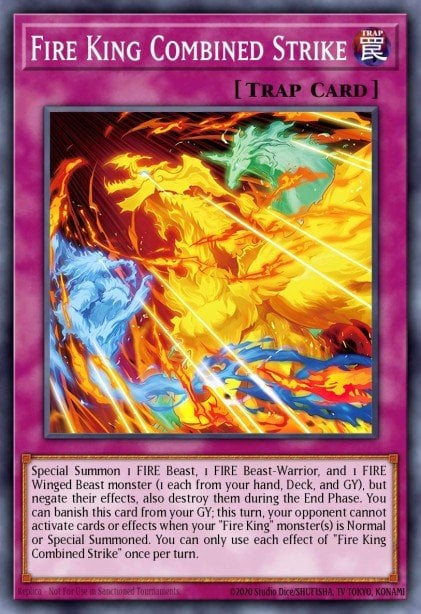 FIRE KING COMBINED STRIKE
TRAP
罠
[TRAP CARD]
Special Summon 1 FIRE Beast, 1 FIRE Beast-Warrior, and 1 FIRE
Winged Beast monster (1 each from your hand, Deck, and GY), but
negate their effects, also destroy them during the End Phase. You
can banish this card from your GY; this turn, your opponent cannot
activate cards or effects when your "Fire King" monster(s) is Normal
or Special Summoned. You can only use each effect of "Fire King
Combined Strike" once per turn.
Replica - Not For Use in Sanctioned Tournaments
©2020 Studio Dice/SHUEISHA, TV TOKYO, KONAMI